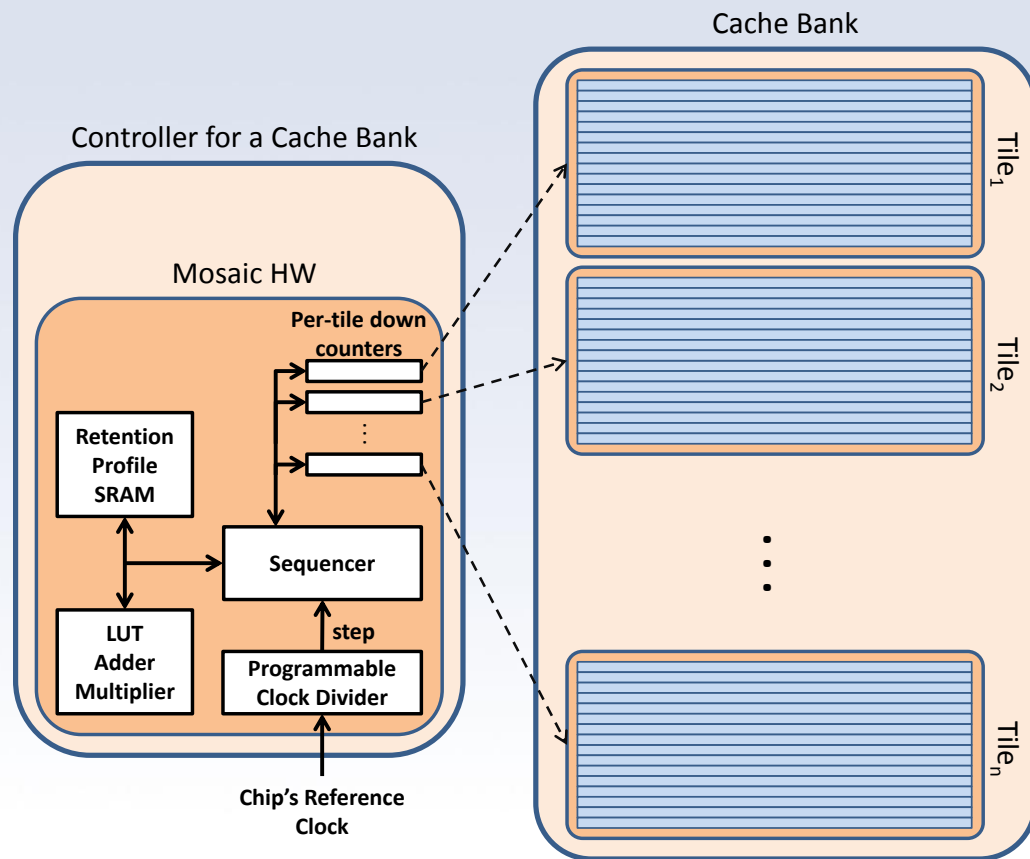 Cache Bank
Controller for a Cache Bank
Tile1
Mosaic HW
Per-tile down
counters
Tile2
...
Retention
Profile
SRAM
Sequencer
...
LUT
Adder
Multiplier
step
Programmable
Clock Divider
Tilen
Chip's Reference
Clock